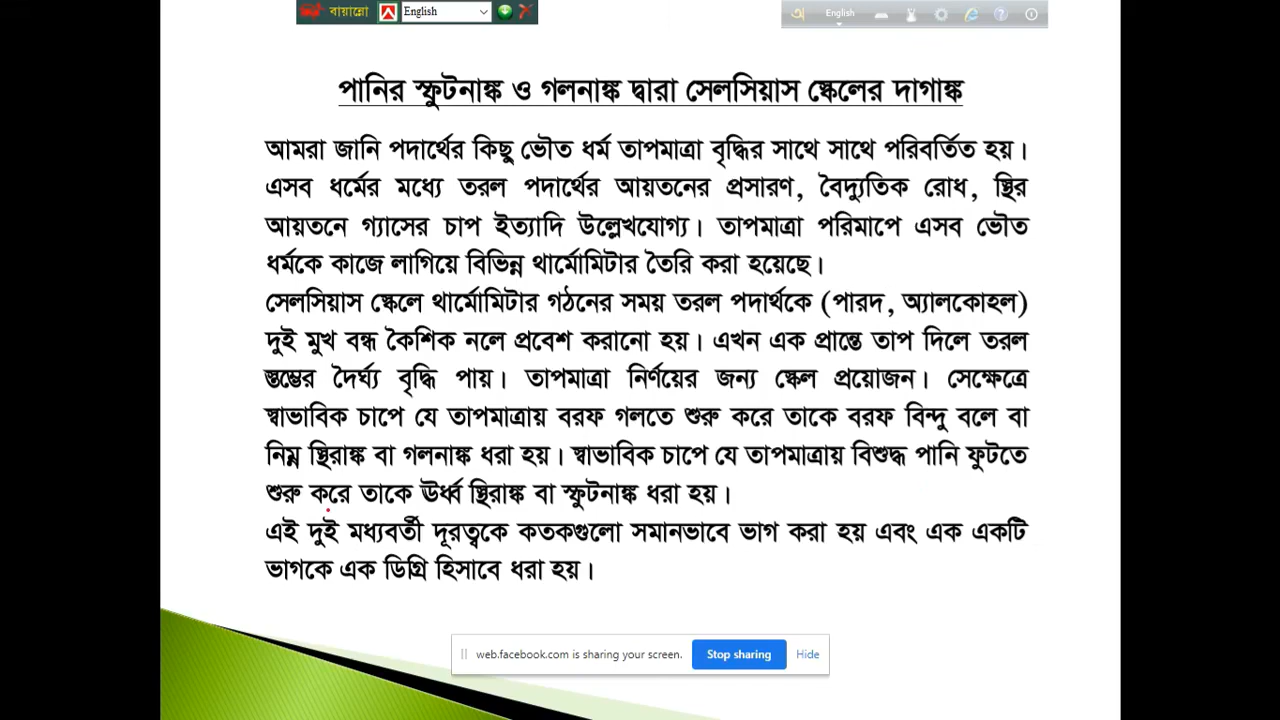 বায়ান্নো English অ English
পানির স্ফুটনাঙ্ক ও গলনাঙ্ক দ্বারা সেলসিয়াস স্কেলের দাগাঙ্ক
আমরা জানি পদার্থের কিছু ভৌত ধর্ম তাপমাত্রা বৃদ্ধির সাথে সাথে পরিবর্তিত হয়।
এসব ধর্মের মধ্যে তরল পদার্থের আয়তনের প্রসারণ, বৈদ্যুতিক রোধ, স্থির
আয়তনে গ্যাসের চাপ ইত্যাদি উল্লেখযোগ্য। তাপমাত্রা পরিমাপে এসব ভৌত
ধর্মকে কাজে লাগিয়ে বিভিন্ন থার্মোমিটার তৈরি করা হয়েছে।
সেলসিয়াস স্কেলে থার্মোমিটার গঠনের সময় তরল পদার্থকে (পারদ, অ্যালকোহল)
দুই মুখ বন্ধ কৈশিক নলে প্রবেশ করানো হয়। এখন এক প্রান্তে তাপ দিলে তরল
স্তম্ভের দৈর্ঘ্য বৃদ্ধি পায়। তাপমাত্রা নির্ণয়ের জন্য স্কেল প্রয়োজন। সেক্ষেত্রে
স্বাভাবিক চাপে যে তাপমাত্রায় বরফ গলতে শুরু করে তাকে বরফ বিন্দু বলে বা
নিম্ন স্থিরাঙ্ক বা গলনাঙ্ক ধরা হয়। স্বাভাবিক চাপে যে তাপমাত্রায় বিশুদ্ধ পানি ফুটতে
শুরু করে তাকে ঊর্ধ্ব স্থিরাঙ্ক বা স্ফুটনাঙ্ক ধরা হয়।
এই দুই মধ্যবর্তী দূরত্বকে কতকগুলো সমানভাবে ভাগ করা হয় এবং এক একটি
ভাগকে এক ডিগ্রি হিসাবে ধরা হয়।
web.facebook.com is sharing your screen. Stop sharing Hide